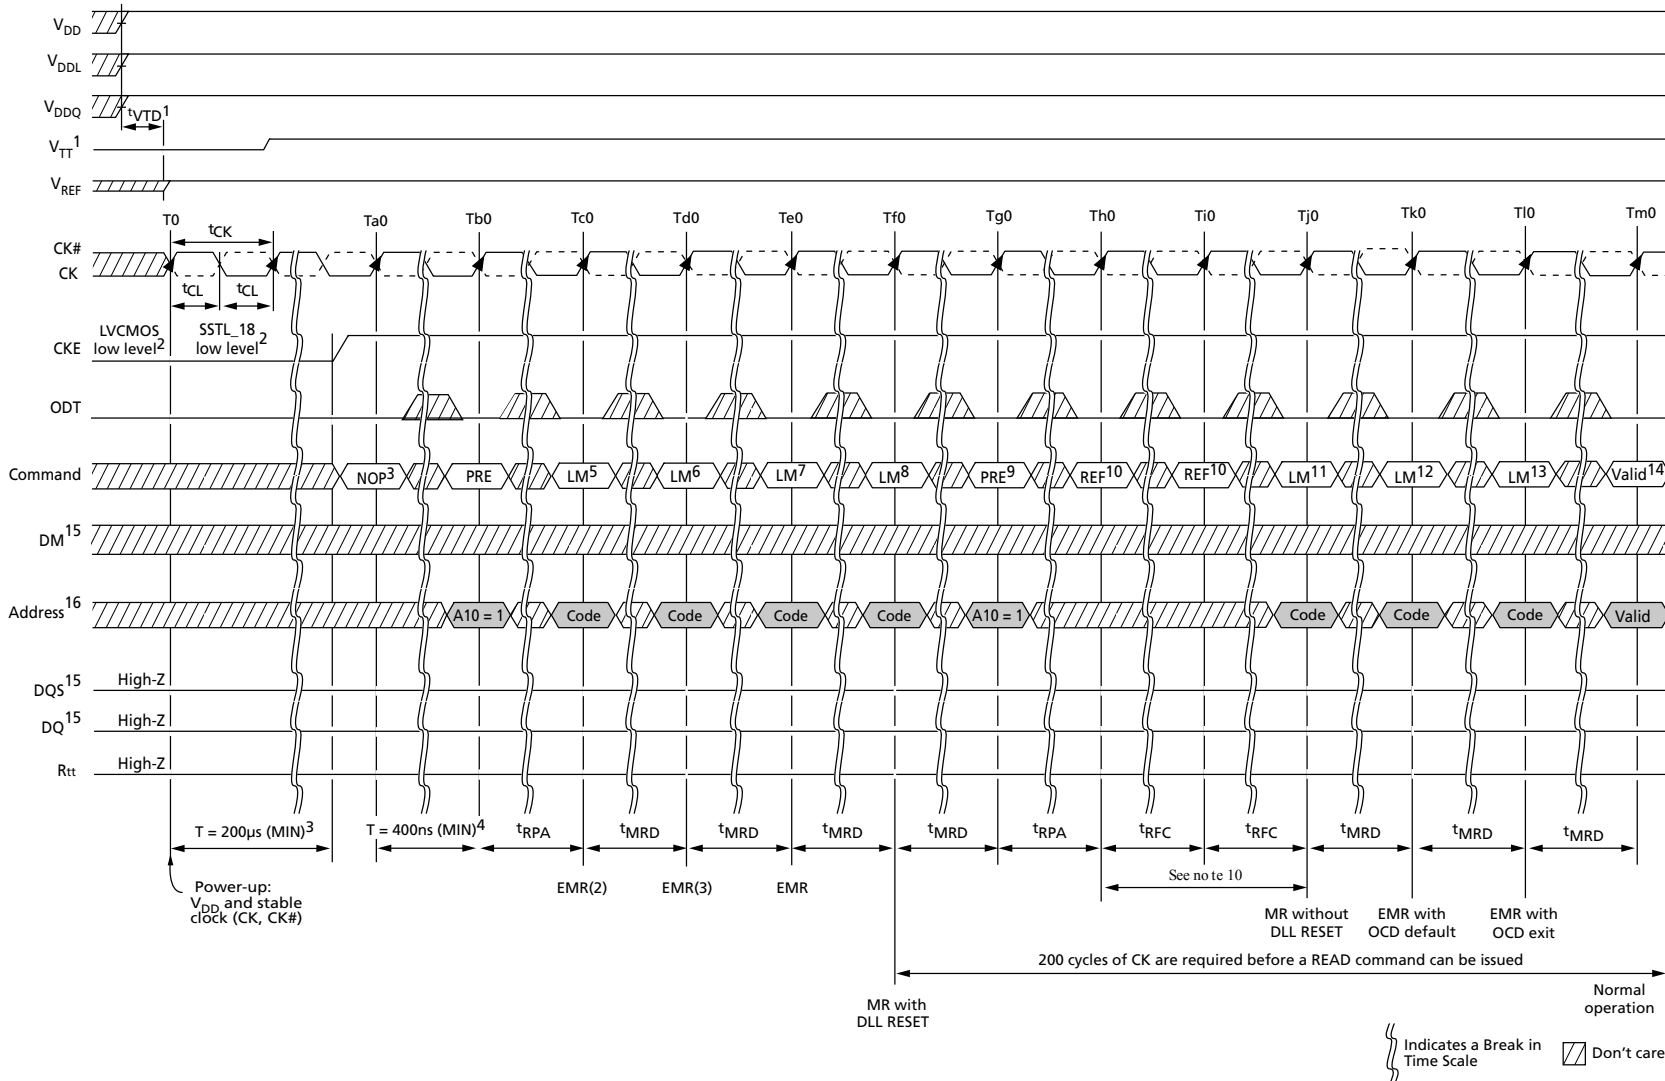 VDD
VDDL
VDDQ
tVTD1
VTT1
VREF
T0 Ta0 Tb0 Tc0 Td0 Te0 Tf0 Tg0 Th0 Ti0 Tj0 Tk0 Tl0 Tm0
tCK
CK#
CK
tCL tCL
LVCMOS low level2
SSTL_18 low level2
CKE
ODT
Command NOP3 PRE LM5 LM6 LM7 LM8 PRE9 REF10 REF10 LM11 LM12 LM13 Valid14
DM15
Address16 A10 = 1 Code Code Code Code A10 = 1 Code Code Code Valid
DQS15 High-Z
DQ15 High-Z
Rtt High-Z
T = 200µs (MIN)3 T = 400ns (MIN)4 tRPA tMRD tMRD tMRD tMRD tRPA tRFC tRFC tMRD tMRD tMRD
Power-up:
VDD and stable
clock (CK, CK#)
EMR(2) EMR(3) EMR
See no te 10
MR without
DLL RESET
EMR with
OCD default
EMR with
OCD exit
200 cycles of CK are required before a READ command can be issued
MR with
DLL RESET
Normal
operation
Indicates a Break in
Time Scale
Don't care